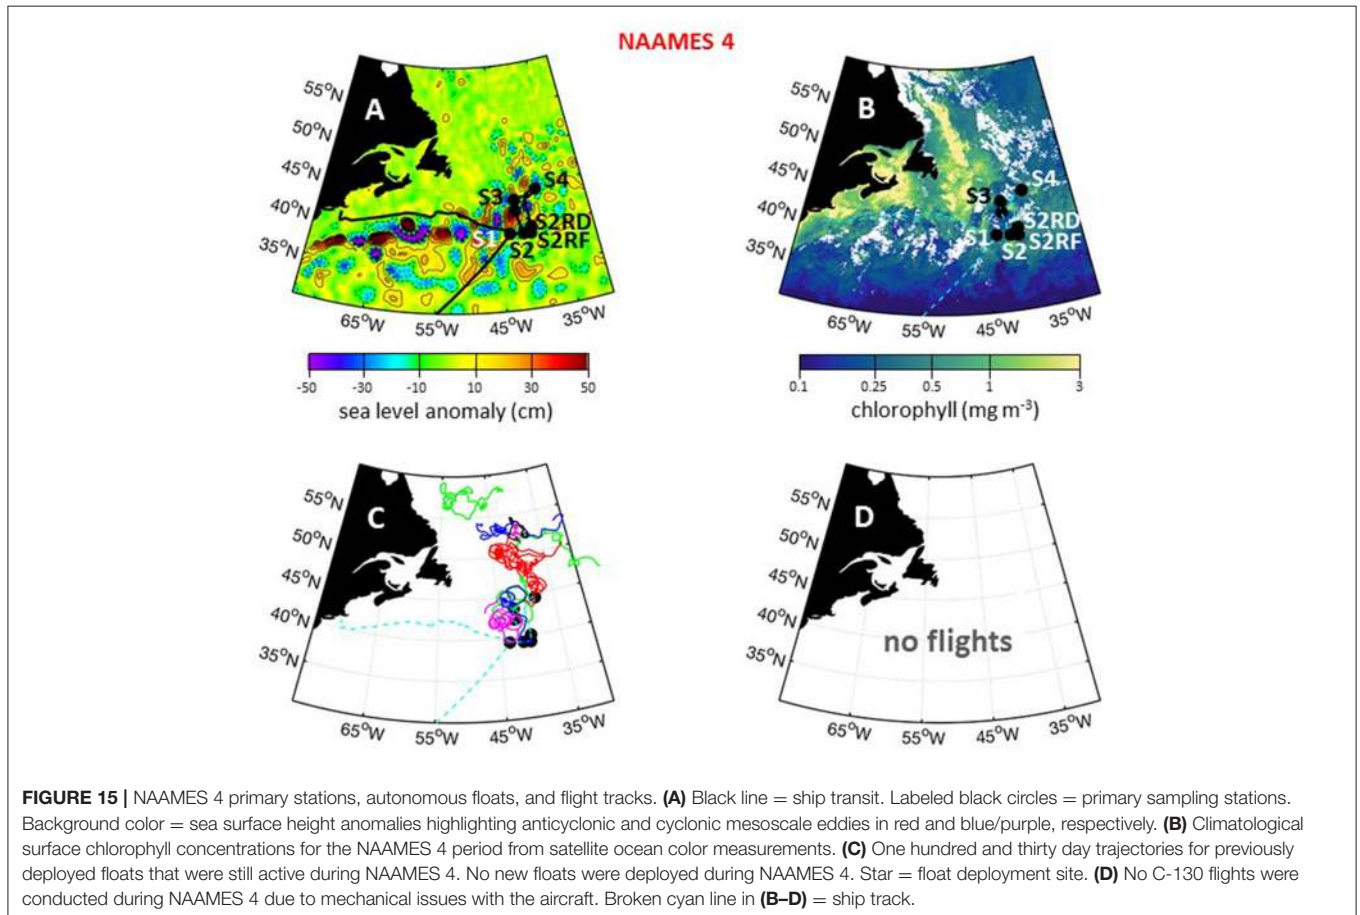 NAAMES 4
A
55°N
50°N
45°N
40°N
35°N
S3
S4
S2RD
S1
S2RF
S2
65°W
55°W
45°W
35°W
-50
-30
-10
10
30
50
sea level anomaly (cm)
B
55°N
50°N
45°N
40°N
35°N
S3
S4
S2RD
S1
S2RF
S2
65°W
55°W
45°W
35°W
0.1
0.25
0.5
1
3
chlorophyll (mg m-3)
C
55°N
50°N
45°N
40°N
35°N
65°W
55°W
45°W
35°W
D
55°N
50°N
45°N
40°N
35°N
no flights
65°W
55°W
45°W
35°W
FIGURE 15 | NAAMES 4 primary stations, autonomous floats, and flight tracks. (A) Black line = ship transit. Labeled black circles = primary sampling stations.
Background color = sea surface height anomalies highlighting anticyclonic and cyclonic mesoscale eddies in red and blue/purple, respectively. (B) Climatological
surface chlorophyll concentrations for the NAAMES 4 period from satellite ocean color measurements. (C) One hundred and thirty day trajectories for previously
deployed floats that were still active during NAAMES 4. No new floats were deployed during NAAMES 4. Star = float deployment site. (D) No C-130 flights were
conducted during NAAMES 4 due to mechanical issues with the aircraft. Broken cyan line in (B–D) = ship track.